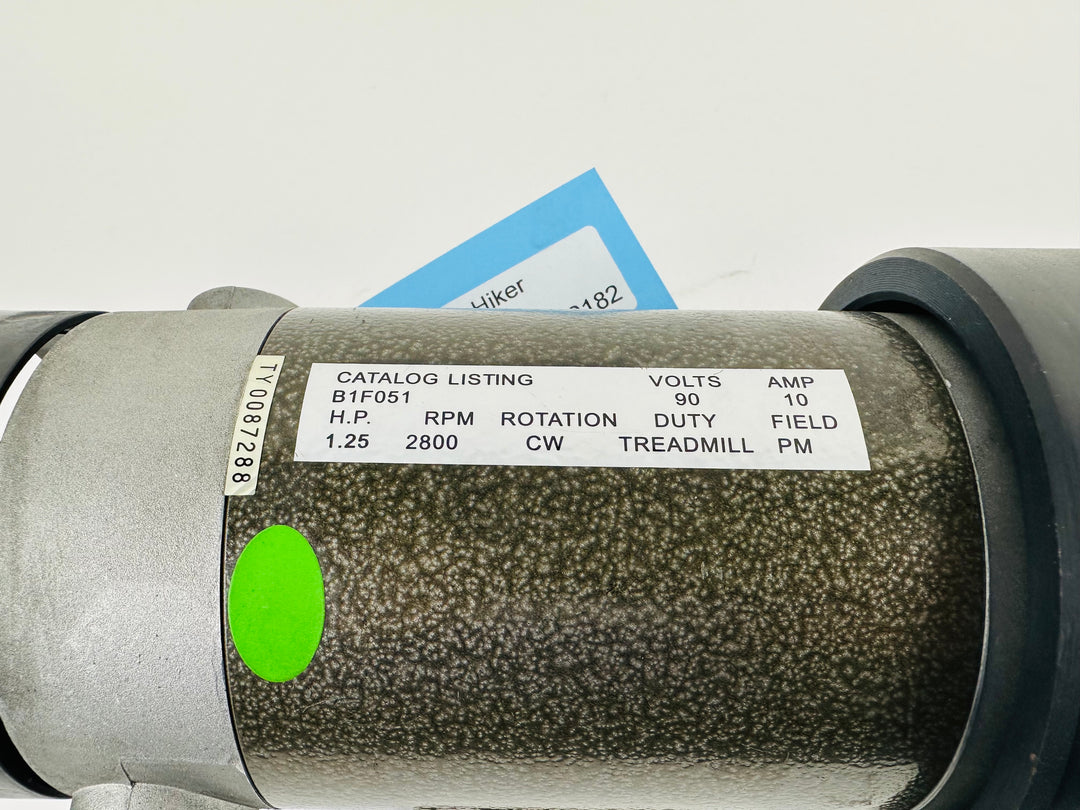 Hiker
182
TY0087288
CATALOG LISTING VOLTS AMP
B1F051 90 10
H.P. RPM ROTATION DUTY FIELD
1.25 2800 CW TREADMILL PM